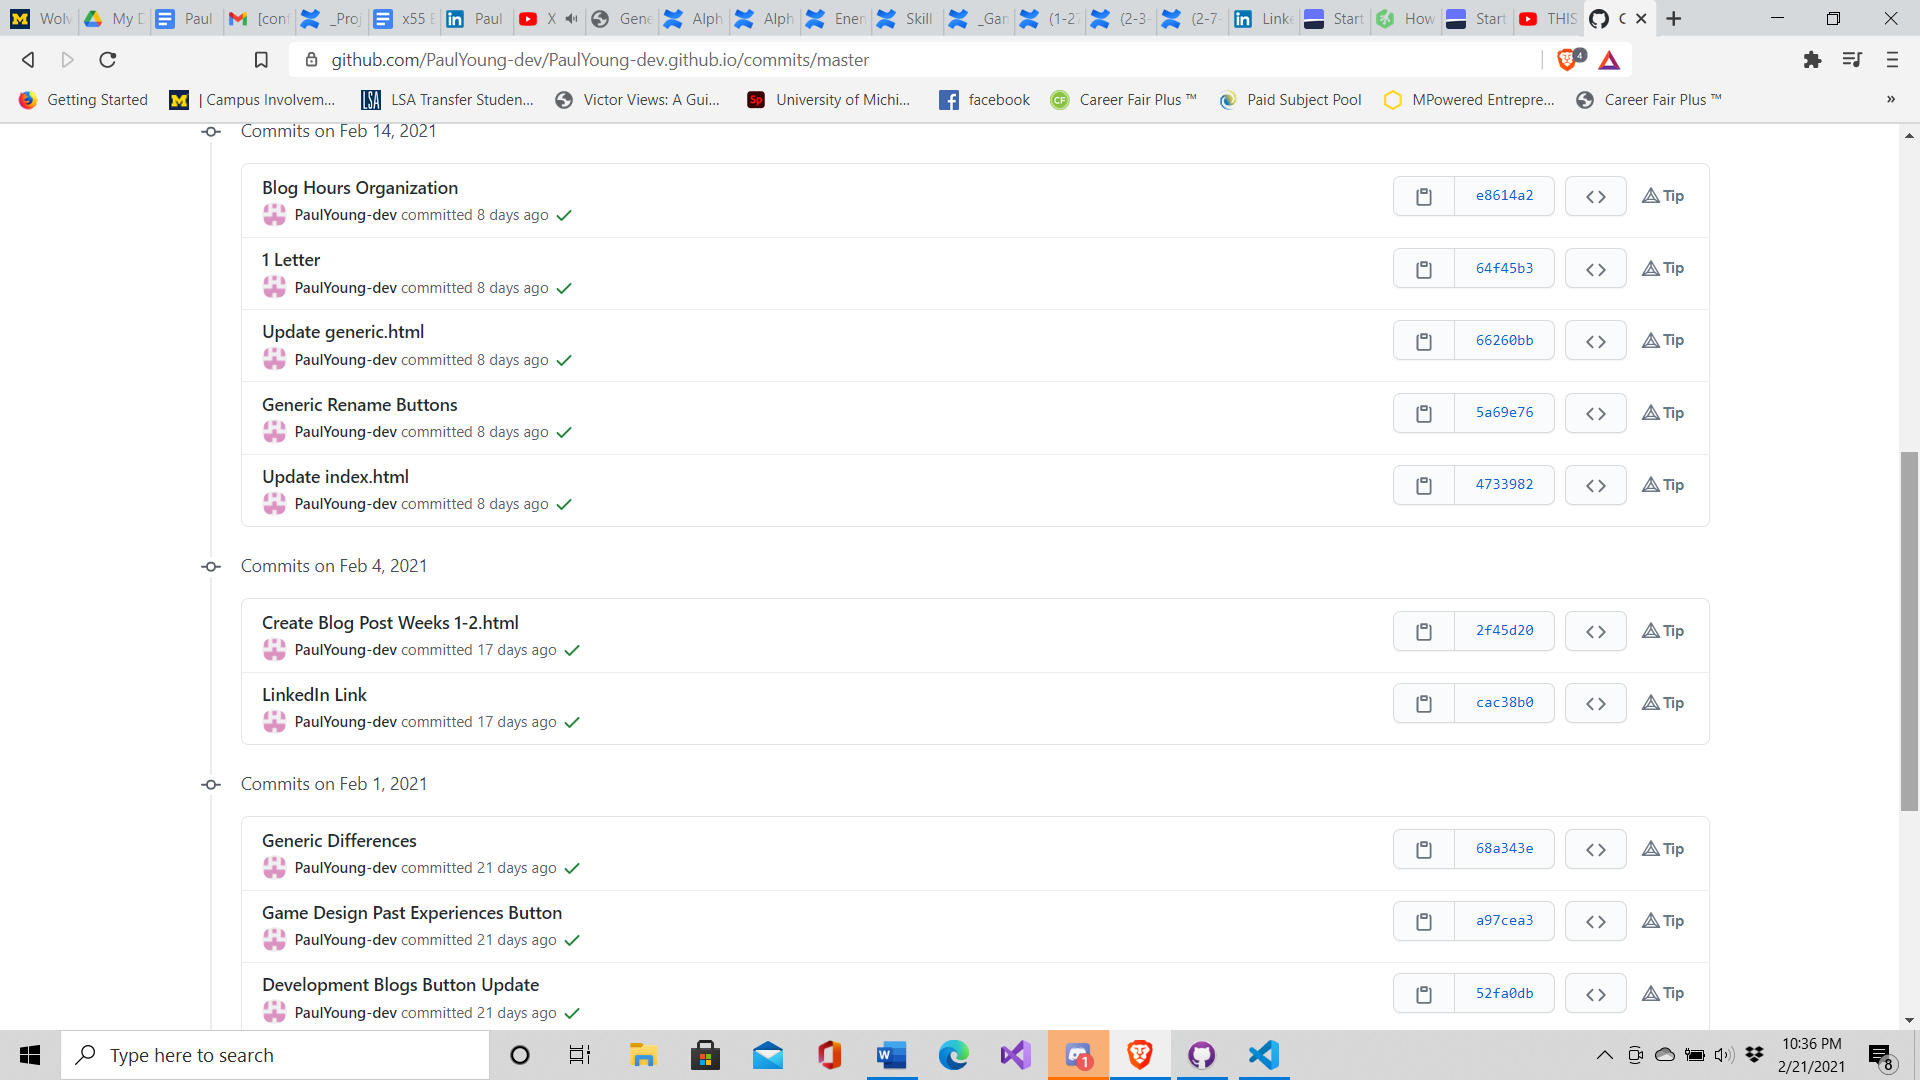 Wolv
My D
Paul
[conf
_Proj
x55 E
Paul
X
Gene
Alph
Alph
Ener
Skill
_Gan
(1-27
(2-3-
(2-7-
Linke
Start
How
Start
THIS
github.com/PaulYoung-dev/PaulYoung-dev.github.io/commits/master
4
Getting Started
M | Campus Involvem...
LSA LSA Transfer Studen...
Victor Views: A Gui...
Sp University of Michi...
facebook
CF Career Fair Plus ™
Paid Subject Pool
MPowered Entrepre...
Career Fair Plus ™
»
Commits on Feb 14, 2021
Blog Hours Organization
PaulYoung-dev committed 8 days ago
e8614a2
Tip
1 Letter
PaulYoung-dev committed 8 days ago
64f45b3
Tip
Update generic.html
PaulYoung-dev committed 8 days ago
66260bb
Tip
Generic Rename Buttons
PaulYoung-dev committed 8 days ago
5a69e76
Tip
Update index.html
PaulYoung-dev committed 8 days ago
4733982
Tip
Commits on Feb 4, 2021
Create Blog Post Weeks 1-2.html
PaulYoung-dev committed 17 days ago
2f45d20
Tip
LinkedIn Link
PaulYoung-dev committed 17 days ago
cac38b0
Tip
Commits on Feb 1, 2021
Generic Differences
PaulYoung-dev committed 21 days ago
68a343e
Tip
Game Design Past Experiences Button
PaulYoung-dev committed 21 days ago
a97cea3
Tip
Development Blogs Button Update
PaulYoung-dev committed 21 days ago
52fa0db
Tip
Type here to search
1
10:36 PM
2/21/2021
8